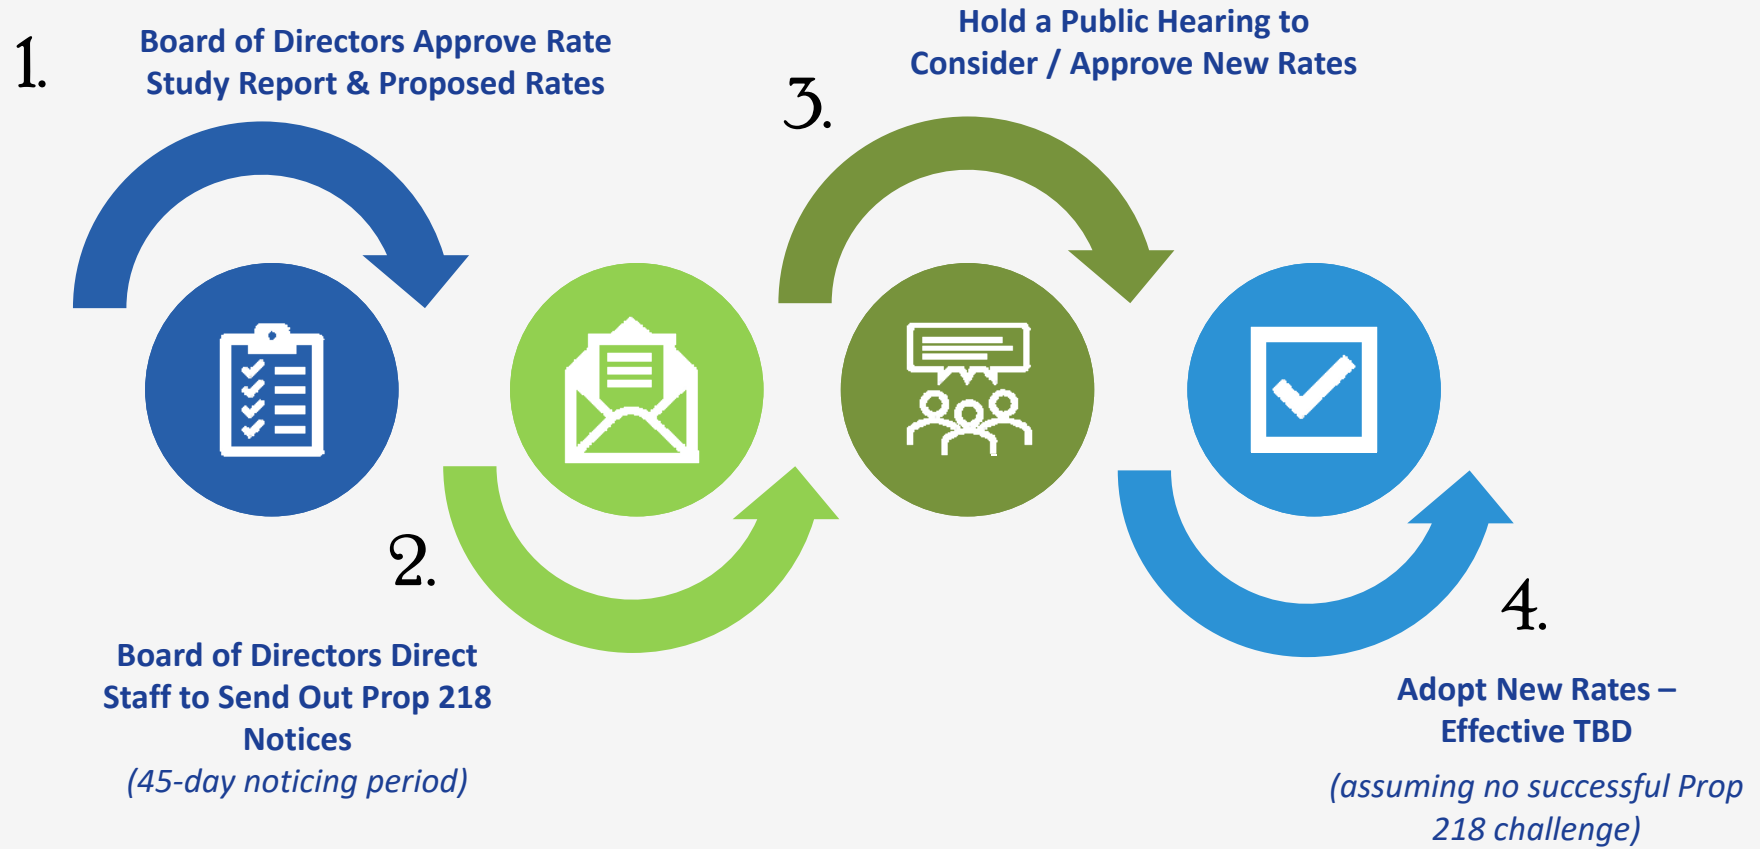 1.
Board of Directors Approve Rate
Study Report & Proposed Rates
2.
Board of Directors Direct
Staff to Send Out Prop 218
Notices
(45-day noticing period)
3.
Hold a Public Hearing to
Consider / Approve New Rates
4.
Adopt New Rates –
Effective TBD
(assuming no successful Prop
218 challenge)